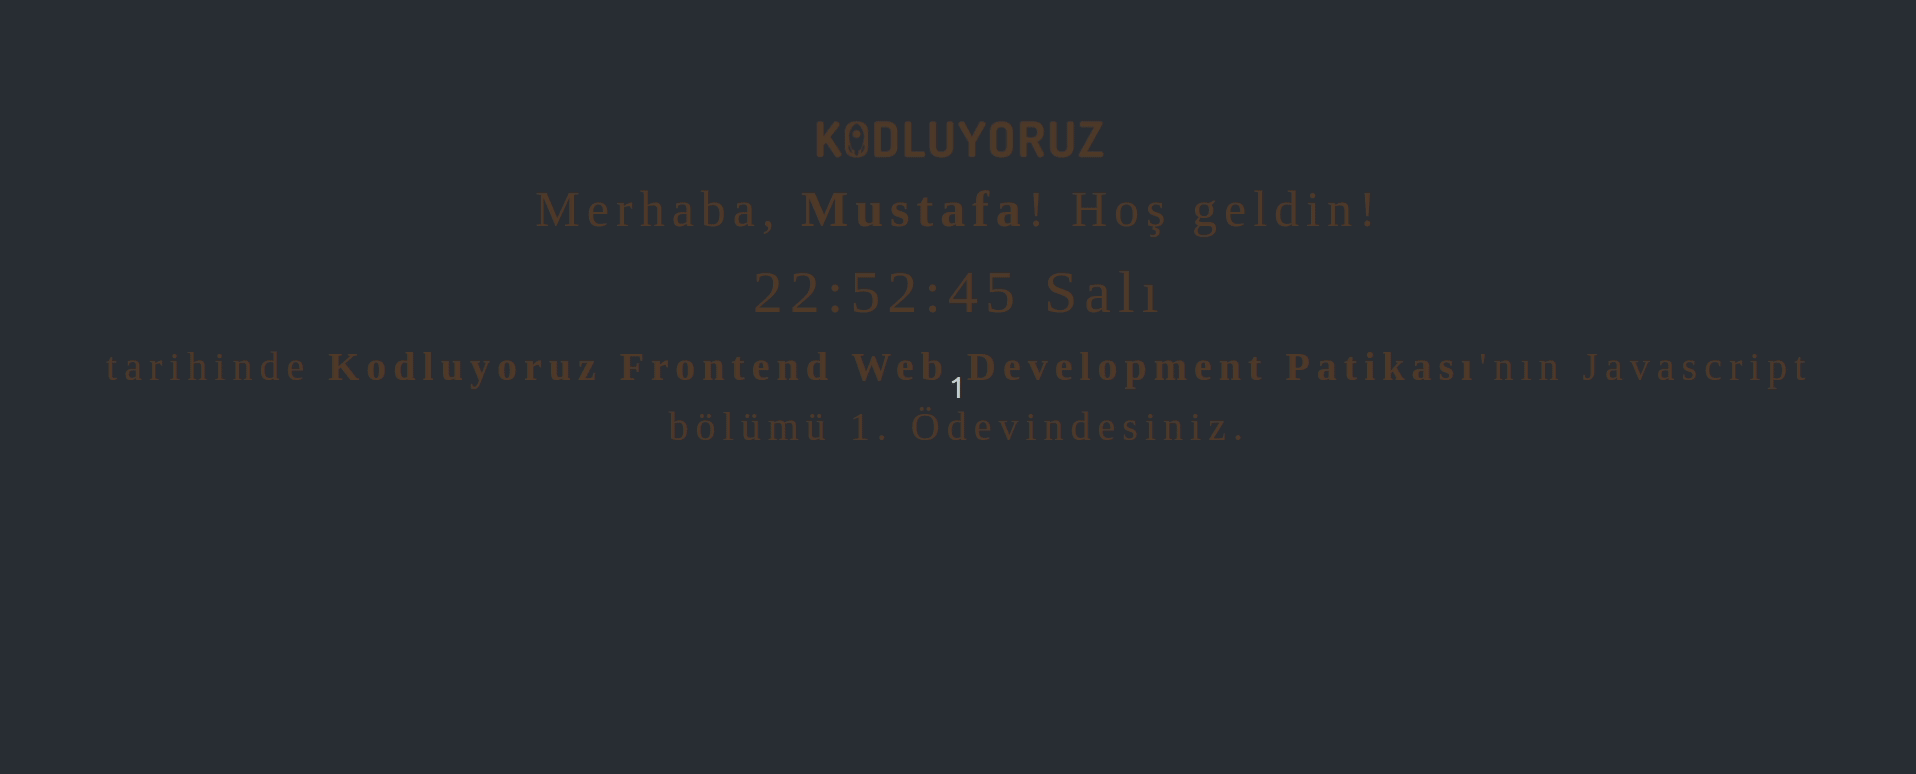 KODLUYORUZ
Merhaba, Mustafa! Hoş geldin!
22:52:45 Salı
tarihinde Kodluyoruz Frontend Web Development Patikası'nın Javascript
1
bölümü 1. Ödevindesiniz.